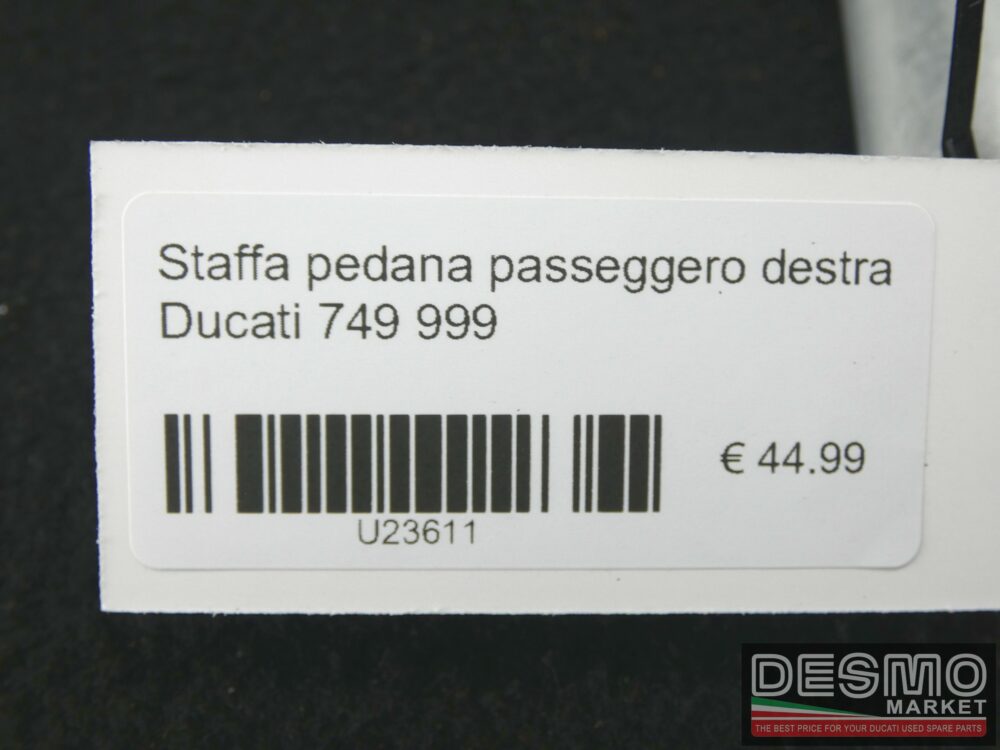 Staffa pedana passeggero destra
Ducati 749 999
€ 44.99
U23611
DESMO
MARKET
THE BEST PRICE FOR YOUR DUCATI USED SPARE PARTS